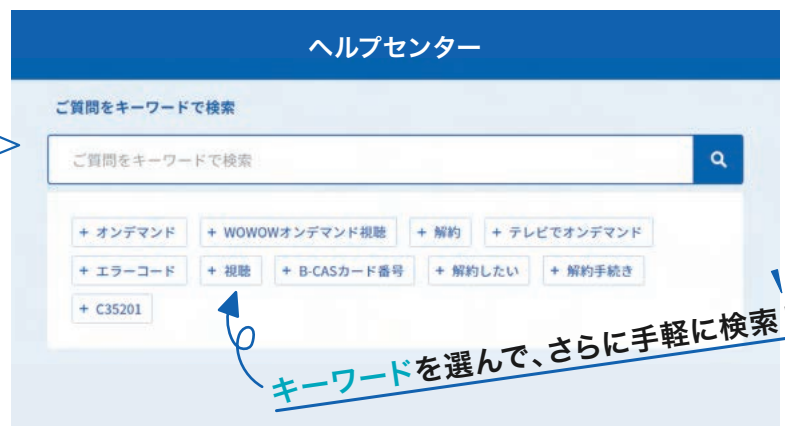 ヘルプセンター
ご質問をキーワードで検索
ご質問をキーワードで検索
+ オンデマンド + WOWOWオンデマンド視聴 + 解約 + テレビでオンデマンド
+ エラーコード + 視聴 + B-CASカード番号 + 解約したい + 解約手続き
+ C35201
キーワードを選んで、さらに手軽に検索